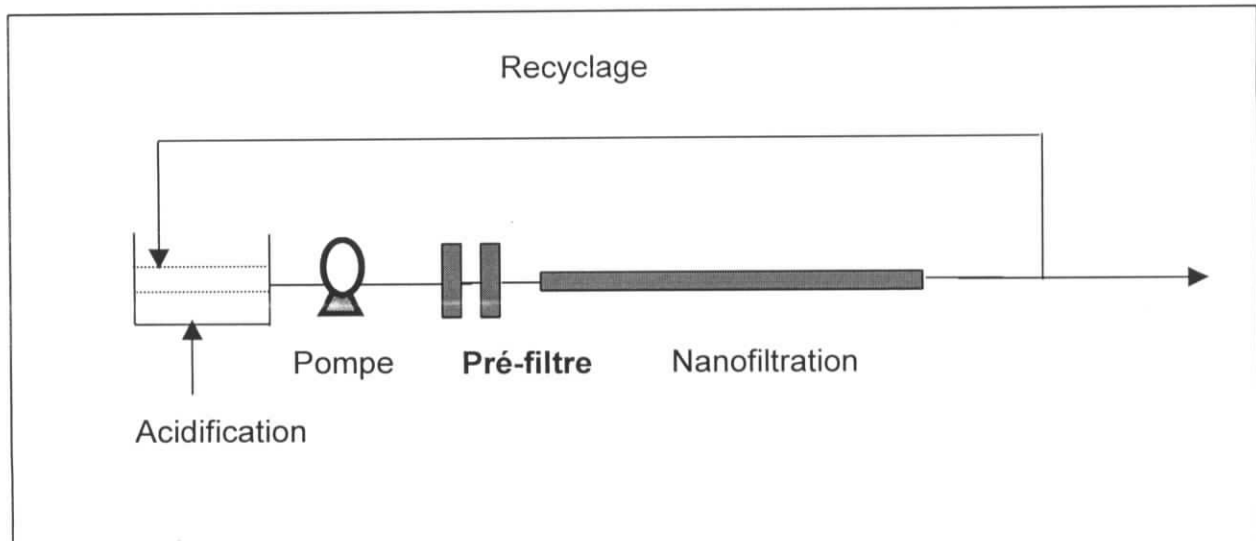 Recyclage
Pompe
Pré-filtre
Nanofiltration
Acidification